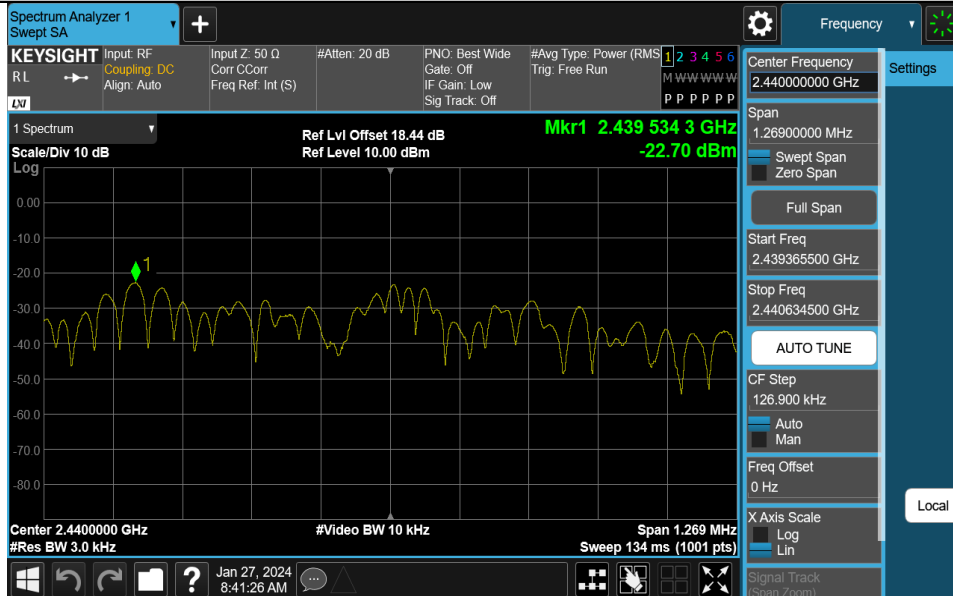 Spectrum Analyzer 1
Swept SA
Frequency
KEYSIGHT
R L
LXI
Input: RF
Coupling: DC
Align: Auto
Input Z: 50 Ω
Corr CCorr
Freq Ref: Int (S)
#Atten: 20 dB
PNO: Best Wide
Gate: Off
IF Gain: Low
Sig Track: Off
#Avg Type: Power (RMS
Trig: Free Run
1 2 3 4 5 6
M W W W W W
P P P P P P
1 Spectrum
Scale/Div 10 dB
Log
Ref Lvl Offset 18.44 dB
Ref Level 10.00 dBm
Mkr1 2.439 534 3 GHz
-22.70 dBm
0.00
-10.0
-20.0
-30.0
-40.0
-50.0
-60.0
-70.0
-80.0
1
Center 2.4400000 GHz
#Res BW 3.0 kHz
#Video BW 10 kHz
Span 1.269 MHz
Sweep 134 ms (1001 pts)
Center Frequency
2.440000000 GHz
Span
1.26900000 MHz
Swept Span
Zero Span
Full Span
Start Freq
2.439365500 GHz
Stop Freq
2.440634500 GHz
AUTO TUNE
CF Step
126.900 kHz
Auto
Man
Freq Offset
0 Hz
X Axis Scale
Log
Lin
Signal Track
(Span Zoom)
Settings
Local
?
Jan 27, 2024
8:41:26 AM